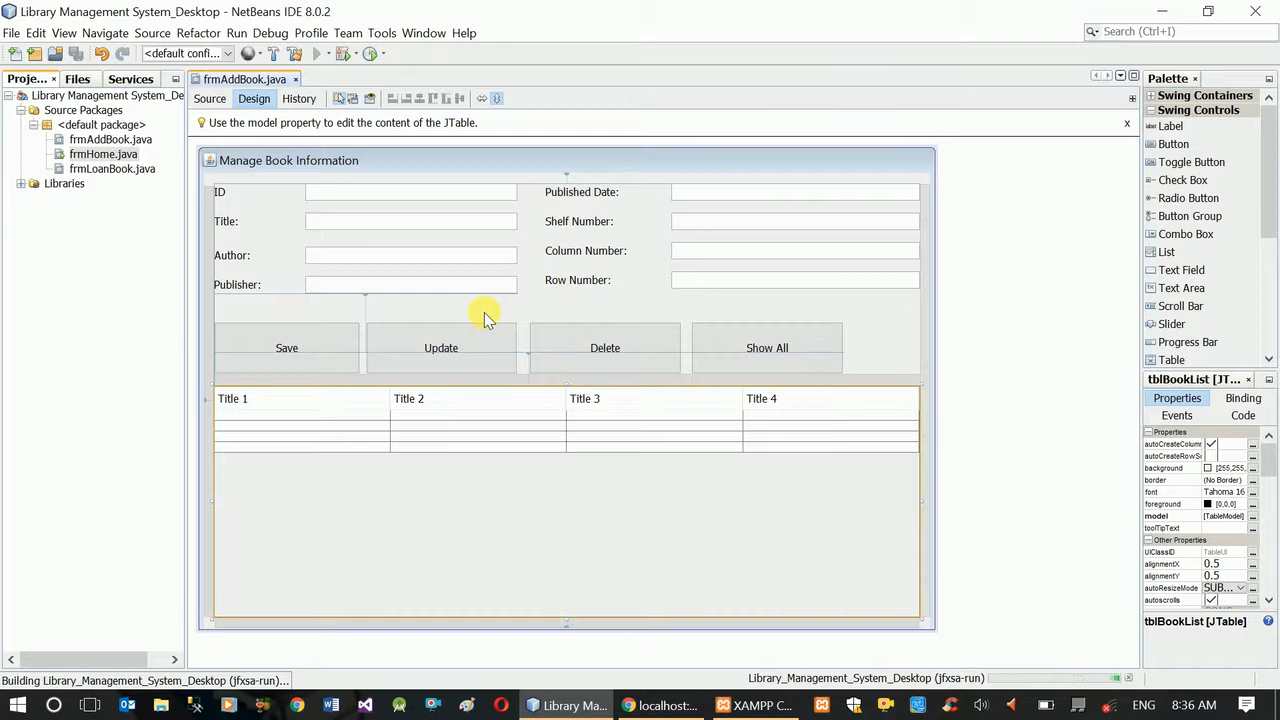 Library Management System_Desktop - NetBeans IDE 8.0.2
File Edit View Navigate Source Refactor Run Debug Profile Team Tools Window Help
Search (Ctrl+I)
<default confi...
Proje... Files Services
frmAddBook.java
Palette
Library Management System_De
Source Packages
<default package>
frmAddBook.java
frmHome.java
frmLoanBook.java
Libraries
Source Design History
Use the model property to edit the content of the JTable.
Manage Book Information
ID
Published Date:
Title:
Shelf Number:
Author:
Column Number:
Publisher:
Row Number:
Save Update Delete Show All
Title 1 Title 2 Title 3 Title 4
Swing Containers
Swing Controls
Label
Button
Toggle Button
Check Box
Radio Button
Button Group
Combo Box
List
Text Field
Text Area
Scroll Bar
Slider
Progress Bar
Table
tblBookList [JT...
Properties Binding
Events Code
Properties
autoCreateColumn
autoCreateRowSo
background [255,255,
border (No Border)
font Tahoma 16
foreground [0,0,0]
model [TableModel]
toolTipText
Other Properties
UIClassID TableUI
alignmentX 0.5
alignmentY 0.5
autoResizeMode SUB...
autoscrolls
tblBookList [JTable]
Building Library_Management_System_Desktop (jfxsa-run)...
Library_Management_System_Desktop (jfxsa-run)
Library Ma...
localhost:...
XAMPP C...
ENG
8:36 AM